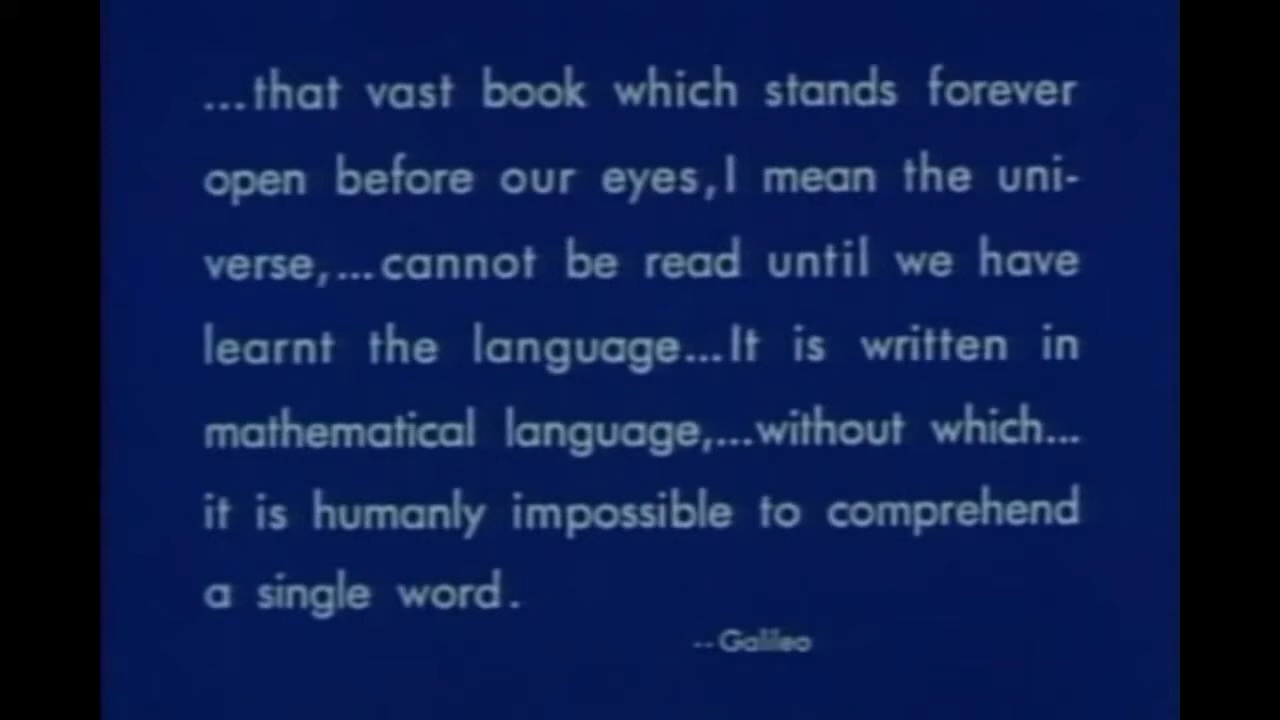 ...that vast book which stands forever
open before our eyes,I mean the uni-
verse,...cannot be read until we have
learnt the language...It is written in
mathematical language,...without which...
it is humanly impossible to comprehend
a single word.
--Galileo